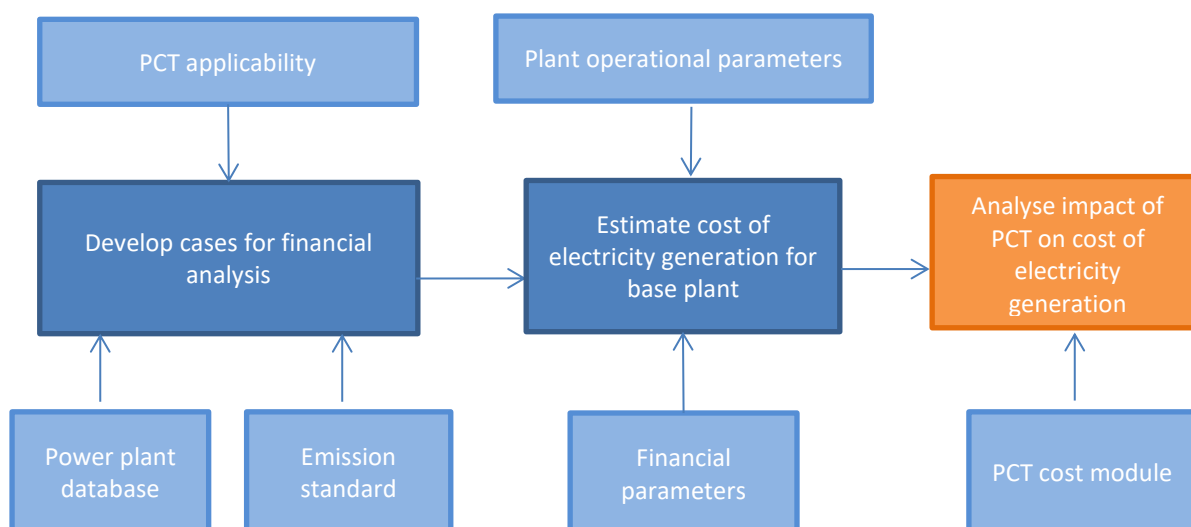 PCT applicability
Plant operational parameters
Develop cases for financial
analysis
Estimate cost of
electricity generation for
base plant
Analyse impact of
PCT on cost of
electricity
generation
Power plant
database
Emission
standard
Financial
parameters
PCT cost module